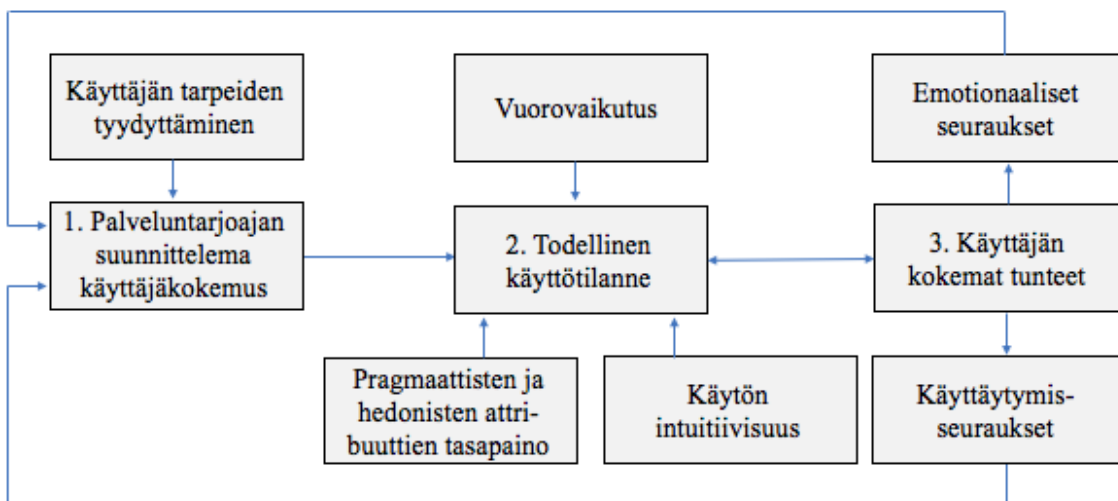 Käyttäjän tarpeiden
tyydyttäminen
Vuorovaikutus
Emotionaaliset
seuraukset
1. Palveluntarjoajan
suunnittelema
käyttäjäkokemus
2. Todellinen
käyttötilanne
3. Käyttäjän
kokemat tunteet
Pragmaattisten ja
hedonisten attri-
buuttien tasapaino
Käytön
intuitiivisuus
Käyttäytymis-
seuraukset